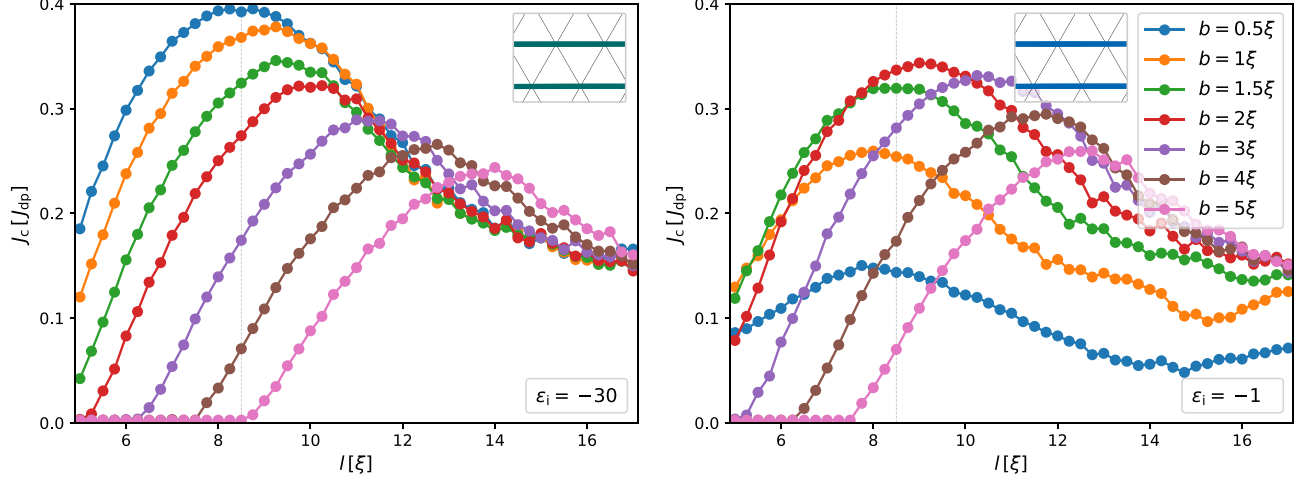 0.4
0.3
0.2
0.1
0.0
J_c [J_dp]
6 8 10 12 14 16
l [ξ]
ε_i = −30
0.4
0.3
0.2
0.1
0.0
J_c [J_dp]
6 8 10 12 14 16
l [ξ]
b = 0.5ξ
b = 1ξ
b = 1.5ξ
b = 2ξ
b = 3ξ
b = 4ξ
b = 5ξ
ε_i = −1